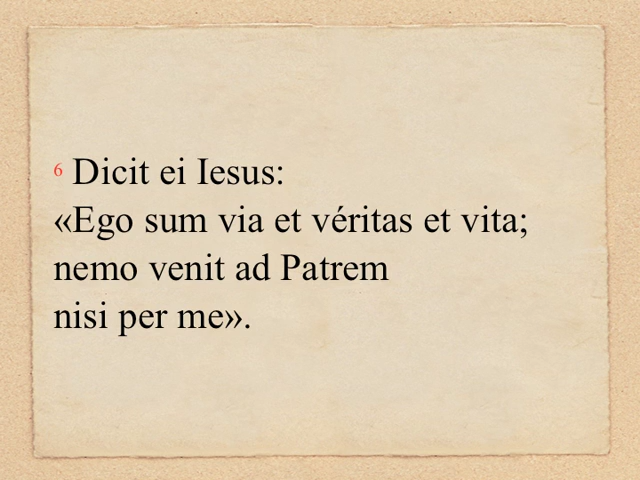 6 Dicit ei Iesus:
«Ego sum via et véritas et vita;
nemo venit ad Patrem
nisi per me».